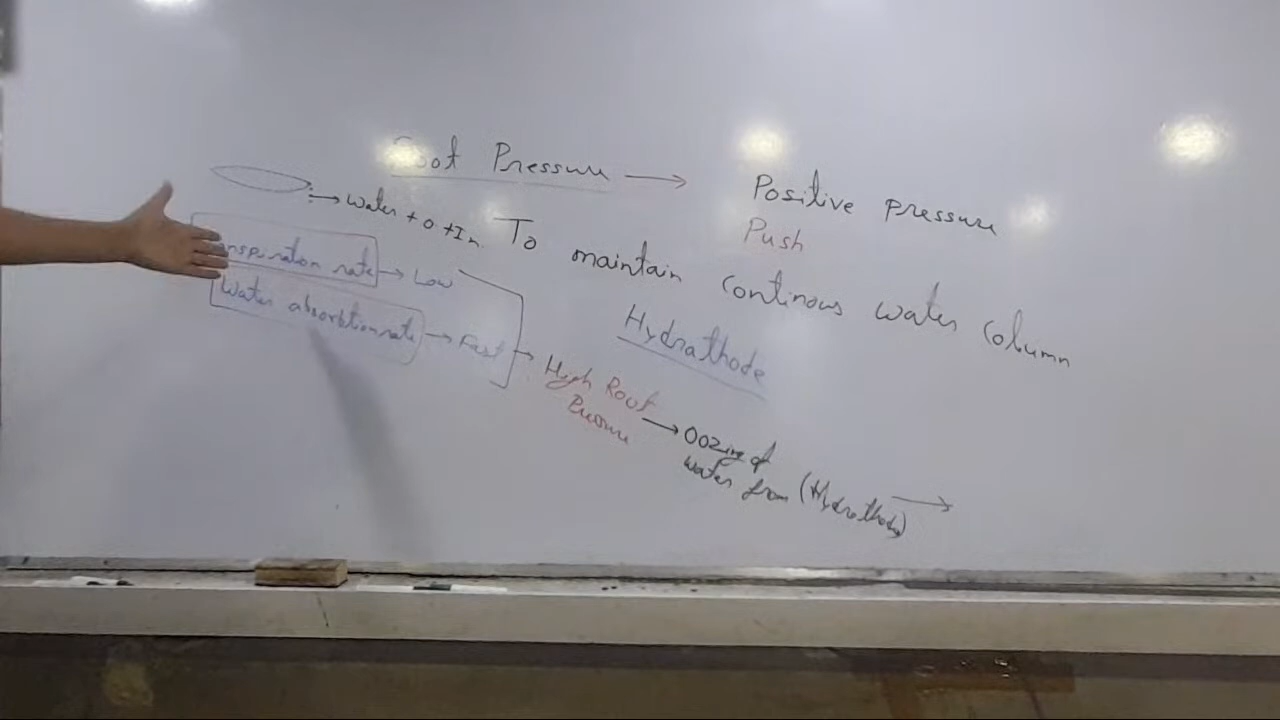 Root Pressure → Positive pressure
Push
→ Water + O + In.
To maintain continous water column
Transpiration rate → Low
Water absorbtion rate → Fast
Hydrathode
→ High Root
Pressure
→ Oozing of
water from (Hydrathode) →